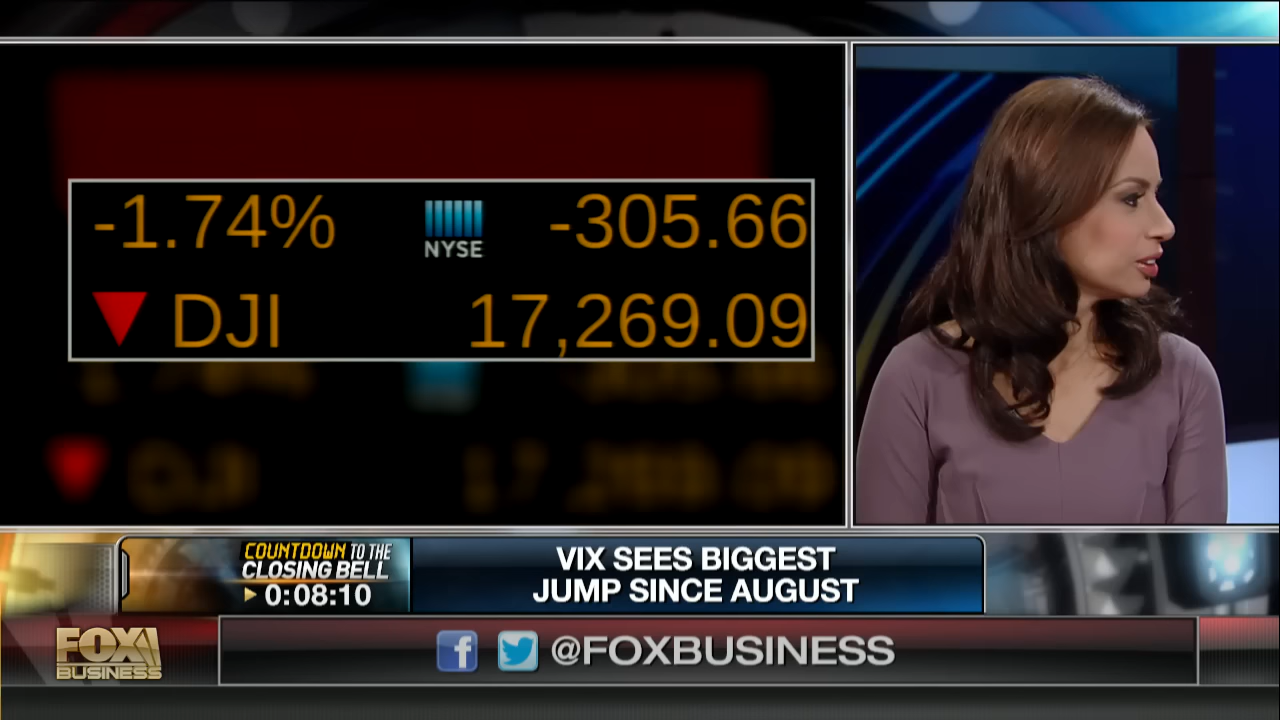 -1.74%
NYSE
-305.66
DJI
17,269.09
COUNTDOWN TO THE
CLOSING BELL
0:08:10
VIX SEES BIGGEST
JUMP SINCE AUGUST
FOX
BUSINESS
@FOXBUSINESS